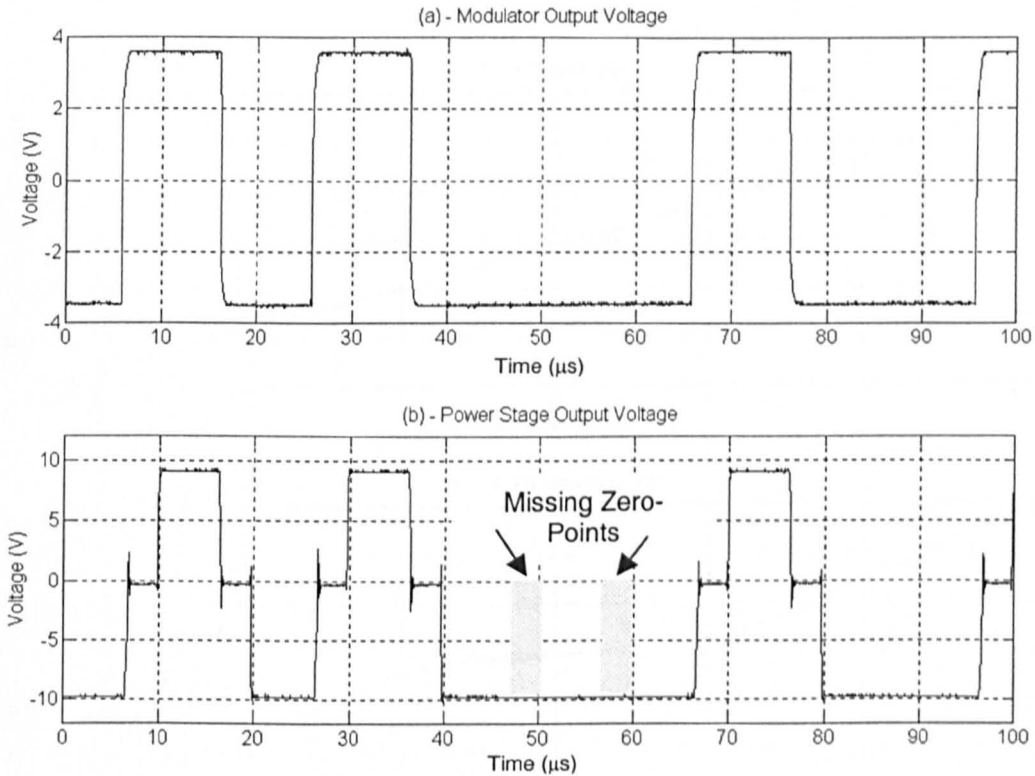 (a) - Modulator Output Voltage
4
2
0
-2
-4
Voltage (V)
0 10 20 30 40 50 60 70 80 90 100
Time (μs)
(b) - Power Stage Output Voltage
10
5
0
-5
-10
Voltage (V)
Missing Zero-
Points
0 10 20 30 40 50 60 70 80 90 100
Time (μs)